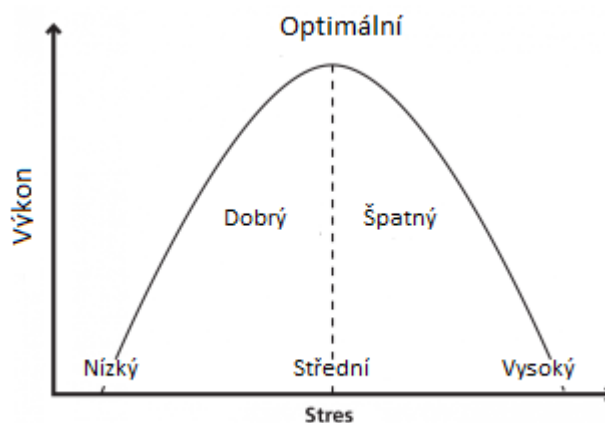 Optimální
Výkon
Dobrý
Špatný
Nízký
Střední
Vysoký
Stres